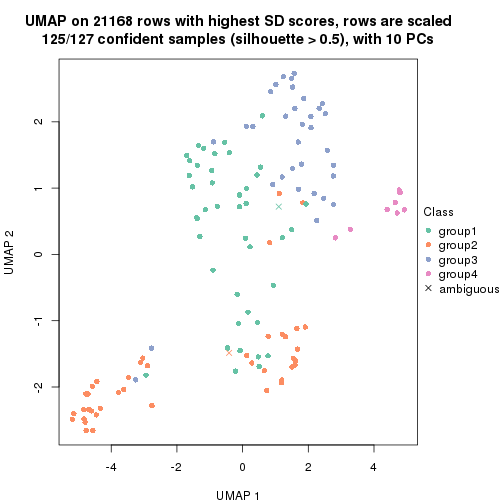 UMAP on 21168 rows with highest SD scores, rows are scaled
125/127 confident samples (silhouette > 0.5), with 10 PCs
2
1
0
-1
-2
UMAP 2
-4
-2
0
2
4
UMAP 1
Class
group1
group2
group3
group4
ambiguous